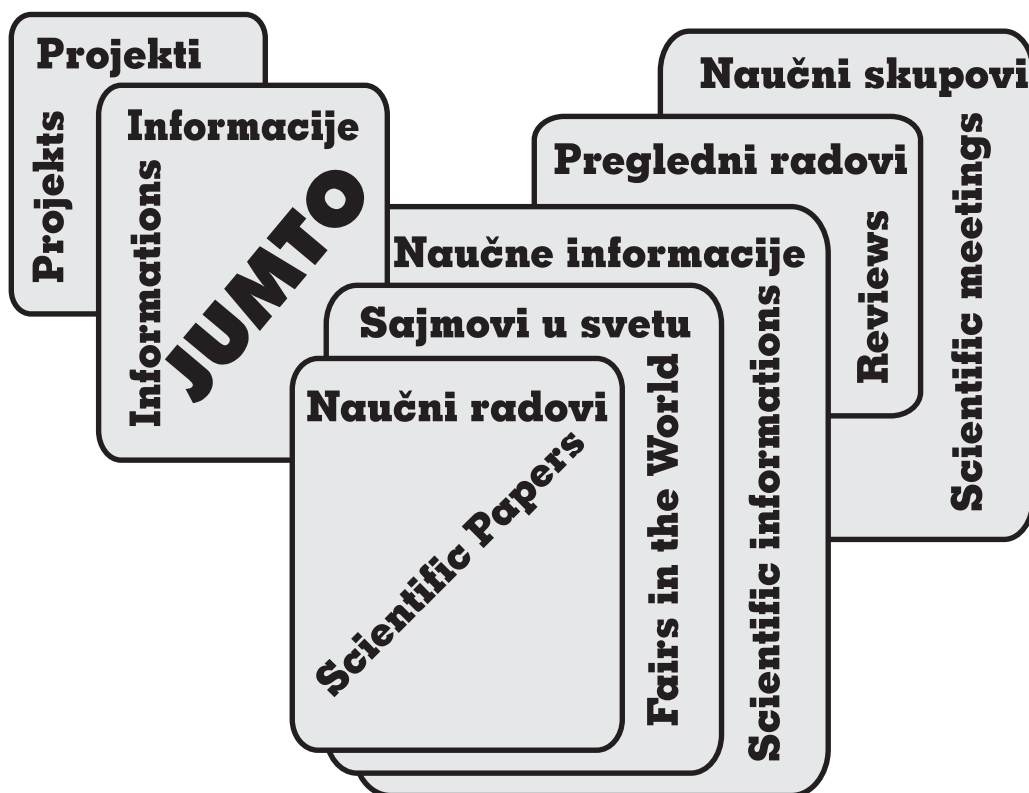 Projekti
Projekts
Informacije
Informations
JUMTO
Naučni skupovi
Scientific meetings
Pregledni radovi
Reviews
Naučne informacije
Scientific informations
Sajmovi u svetu
Fairs in the World
Naučni radovi
Scientific Papers